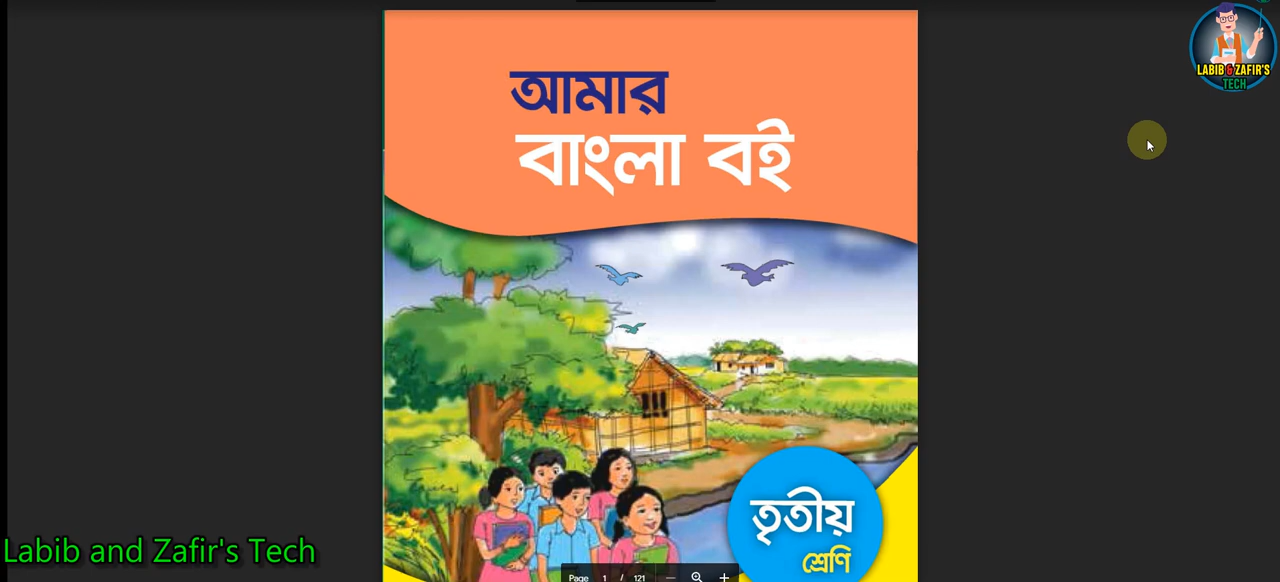 আমার
বাংলা বই
তৃতীয়
শ্রেণি
LABIB & ZAFIR'S
TECH
Labib and Zafir's Tech
Page 1 / 121